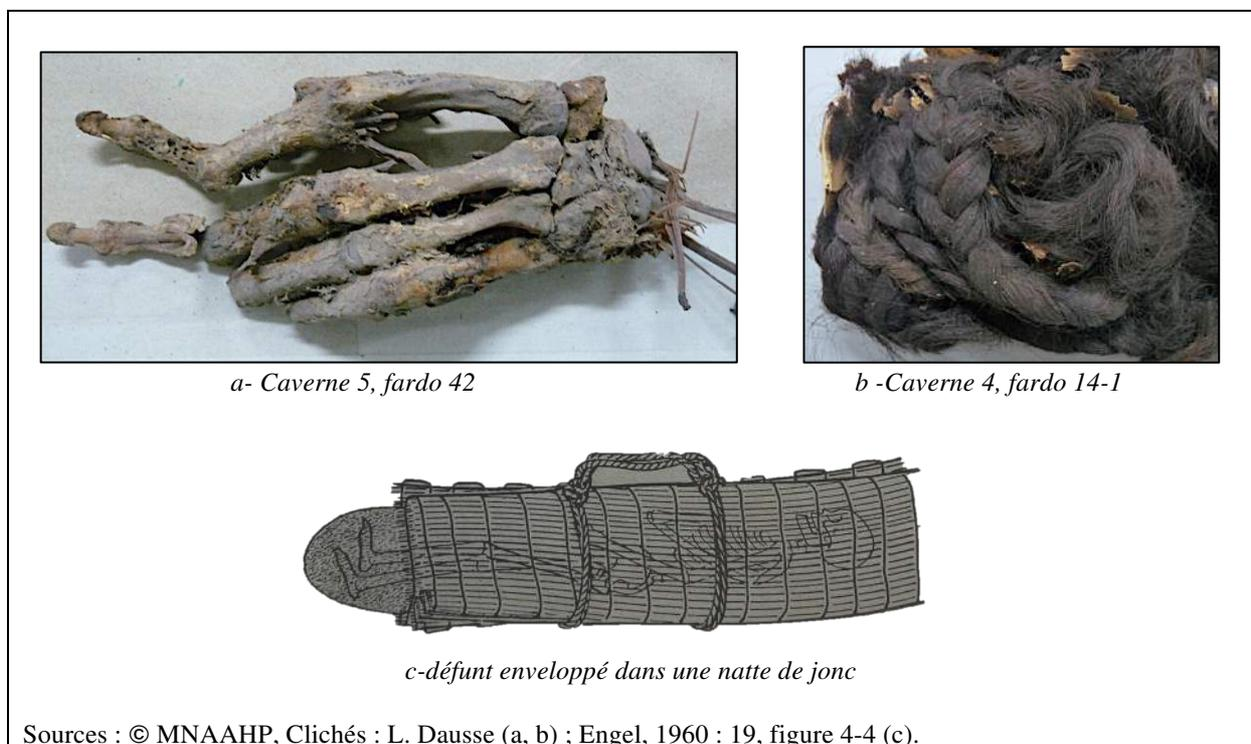 a- Caverne 5, fardo 42
b -Caverne 4, fardo 14-1
c-défunt enveloppé dans une natte de jonc
Sources : © MNAAHP, Clichés : L. Dausse (a, b) ; Engel, 1960 : 19, figure 4-4 (c).